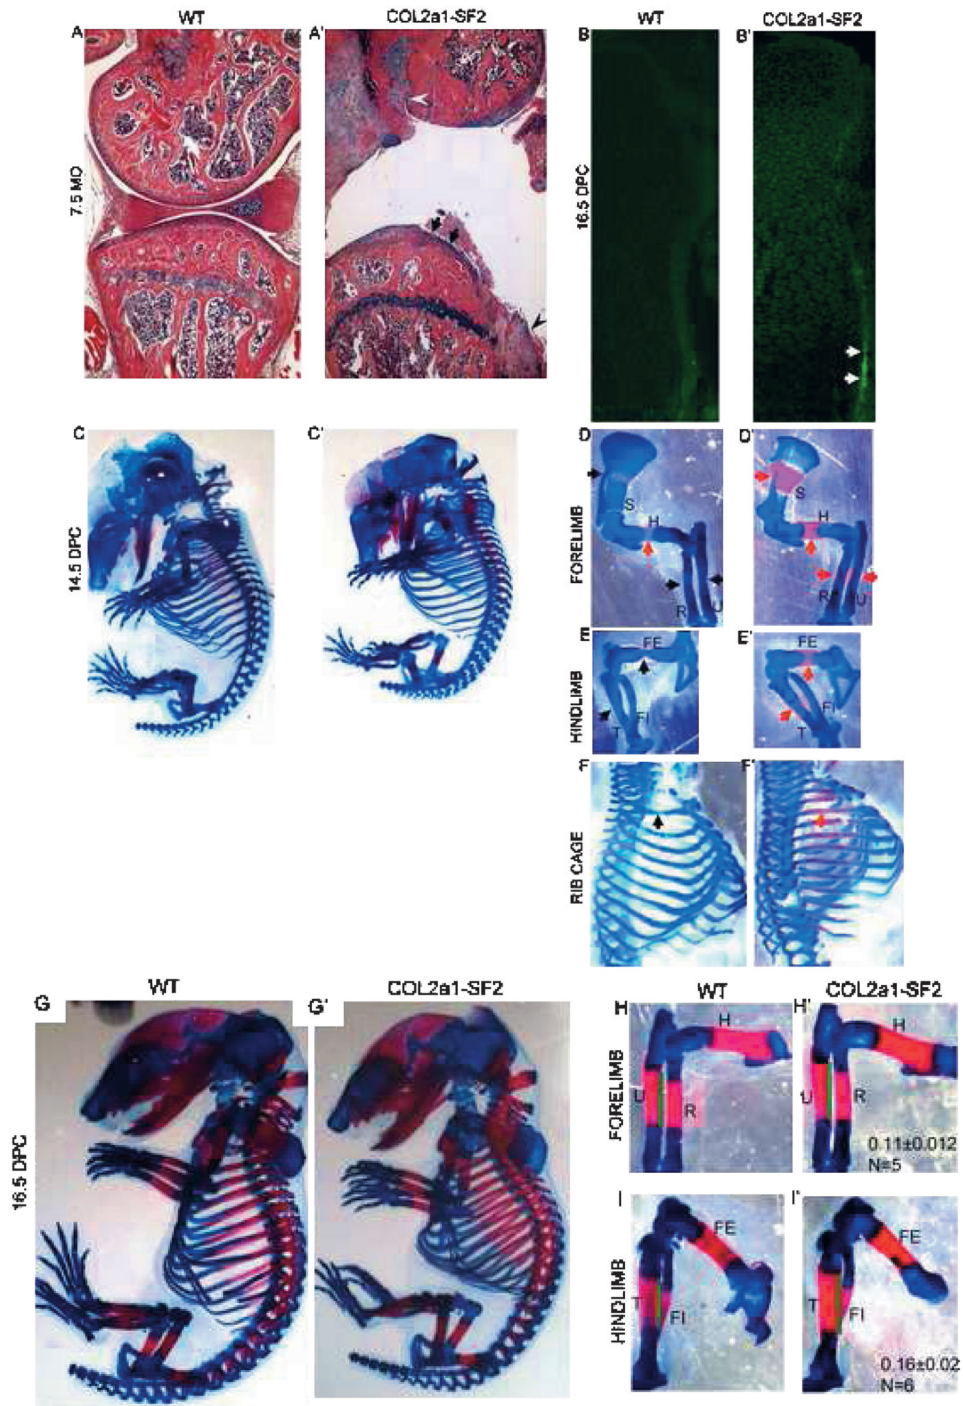 WT COL2a1-SF2 WT COL2a1-SF2
A A' B B'
7.5 MO
16.5 DPC
C C' D D'
14.5 DPC
FORELIMB
S S
H H
R U R U
E E'
HINDLIMB
FE FE
FI FI
T T
F F'
RIB CAGE
WT COL2a1-SF2 WT COL2a1-SF2
G G' H H'
16.5 DPC
FORELIMB
H H
U R U R
0.11±0.012
N=5
I I'
HINDLIMB
FE FE
T FI T FI
0.16±0.02
N=6